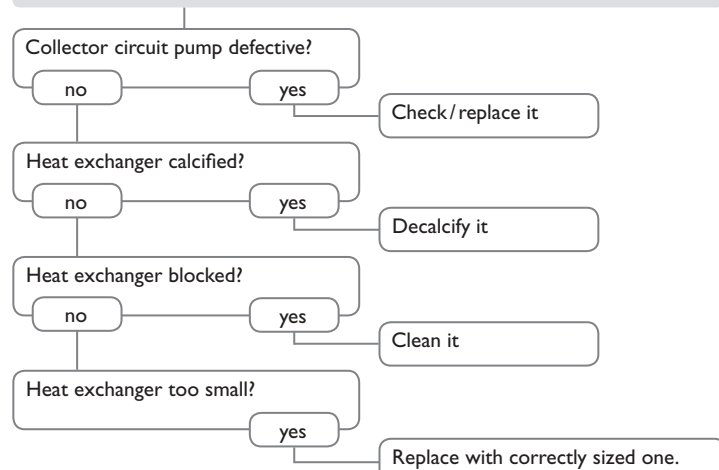 Collector circuit pump defective?
no
yes
Check/replace it
Heat exchanger calcified?
no
yes
Decalcify it
Heat exchanger blocked?
no
yes
Clean it
Heat exchanger too small?
yes
Replace with correctly sized one.